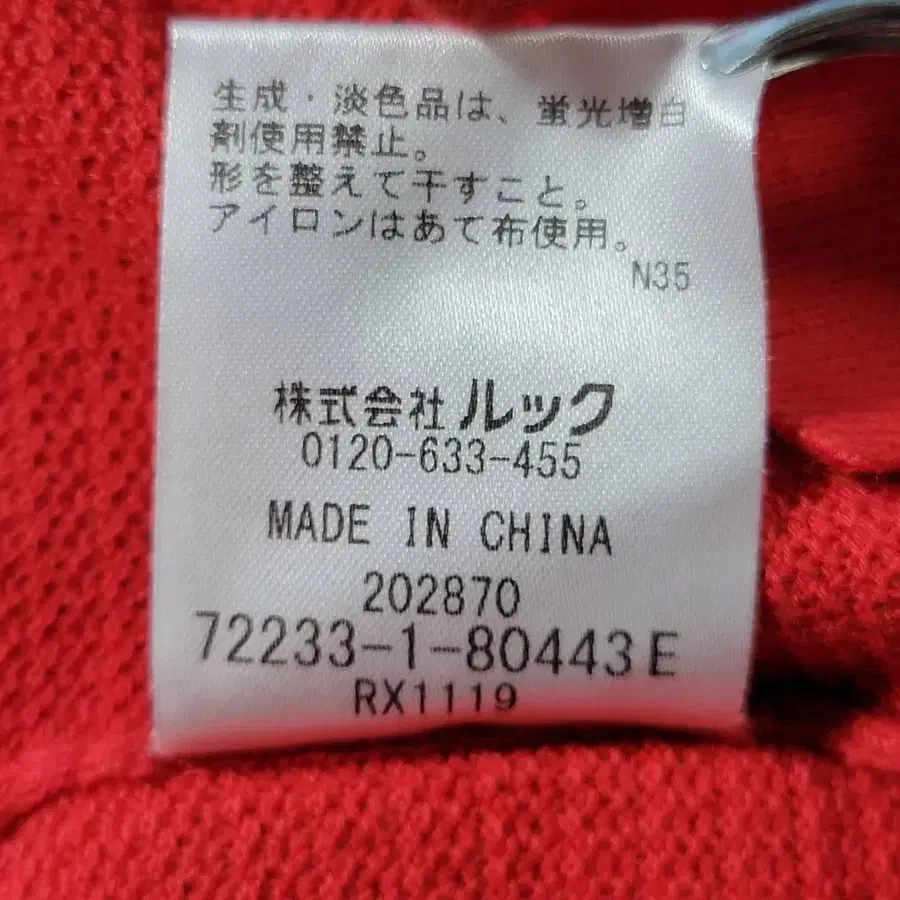 生成・淡色品は、蛍光増白
剤使用禁止。
形を整えて干すこと。
アイロンはあて布使用。
N35
株式会社ルック
0120-633-455
MADE IN CHINA
202870
72233-1-80443E
RX1119